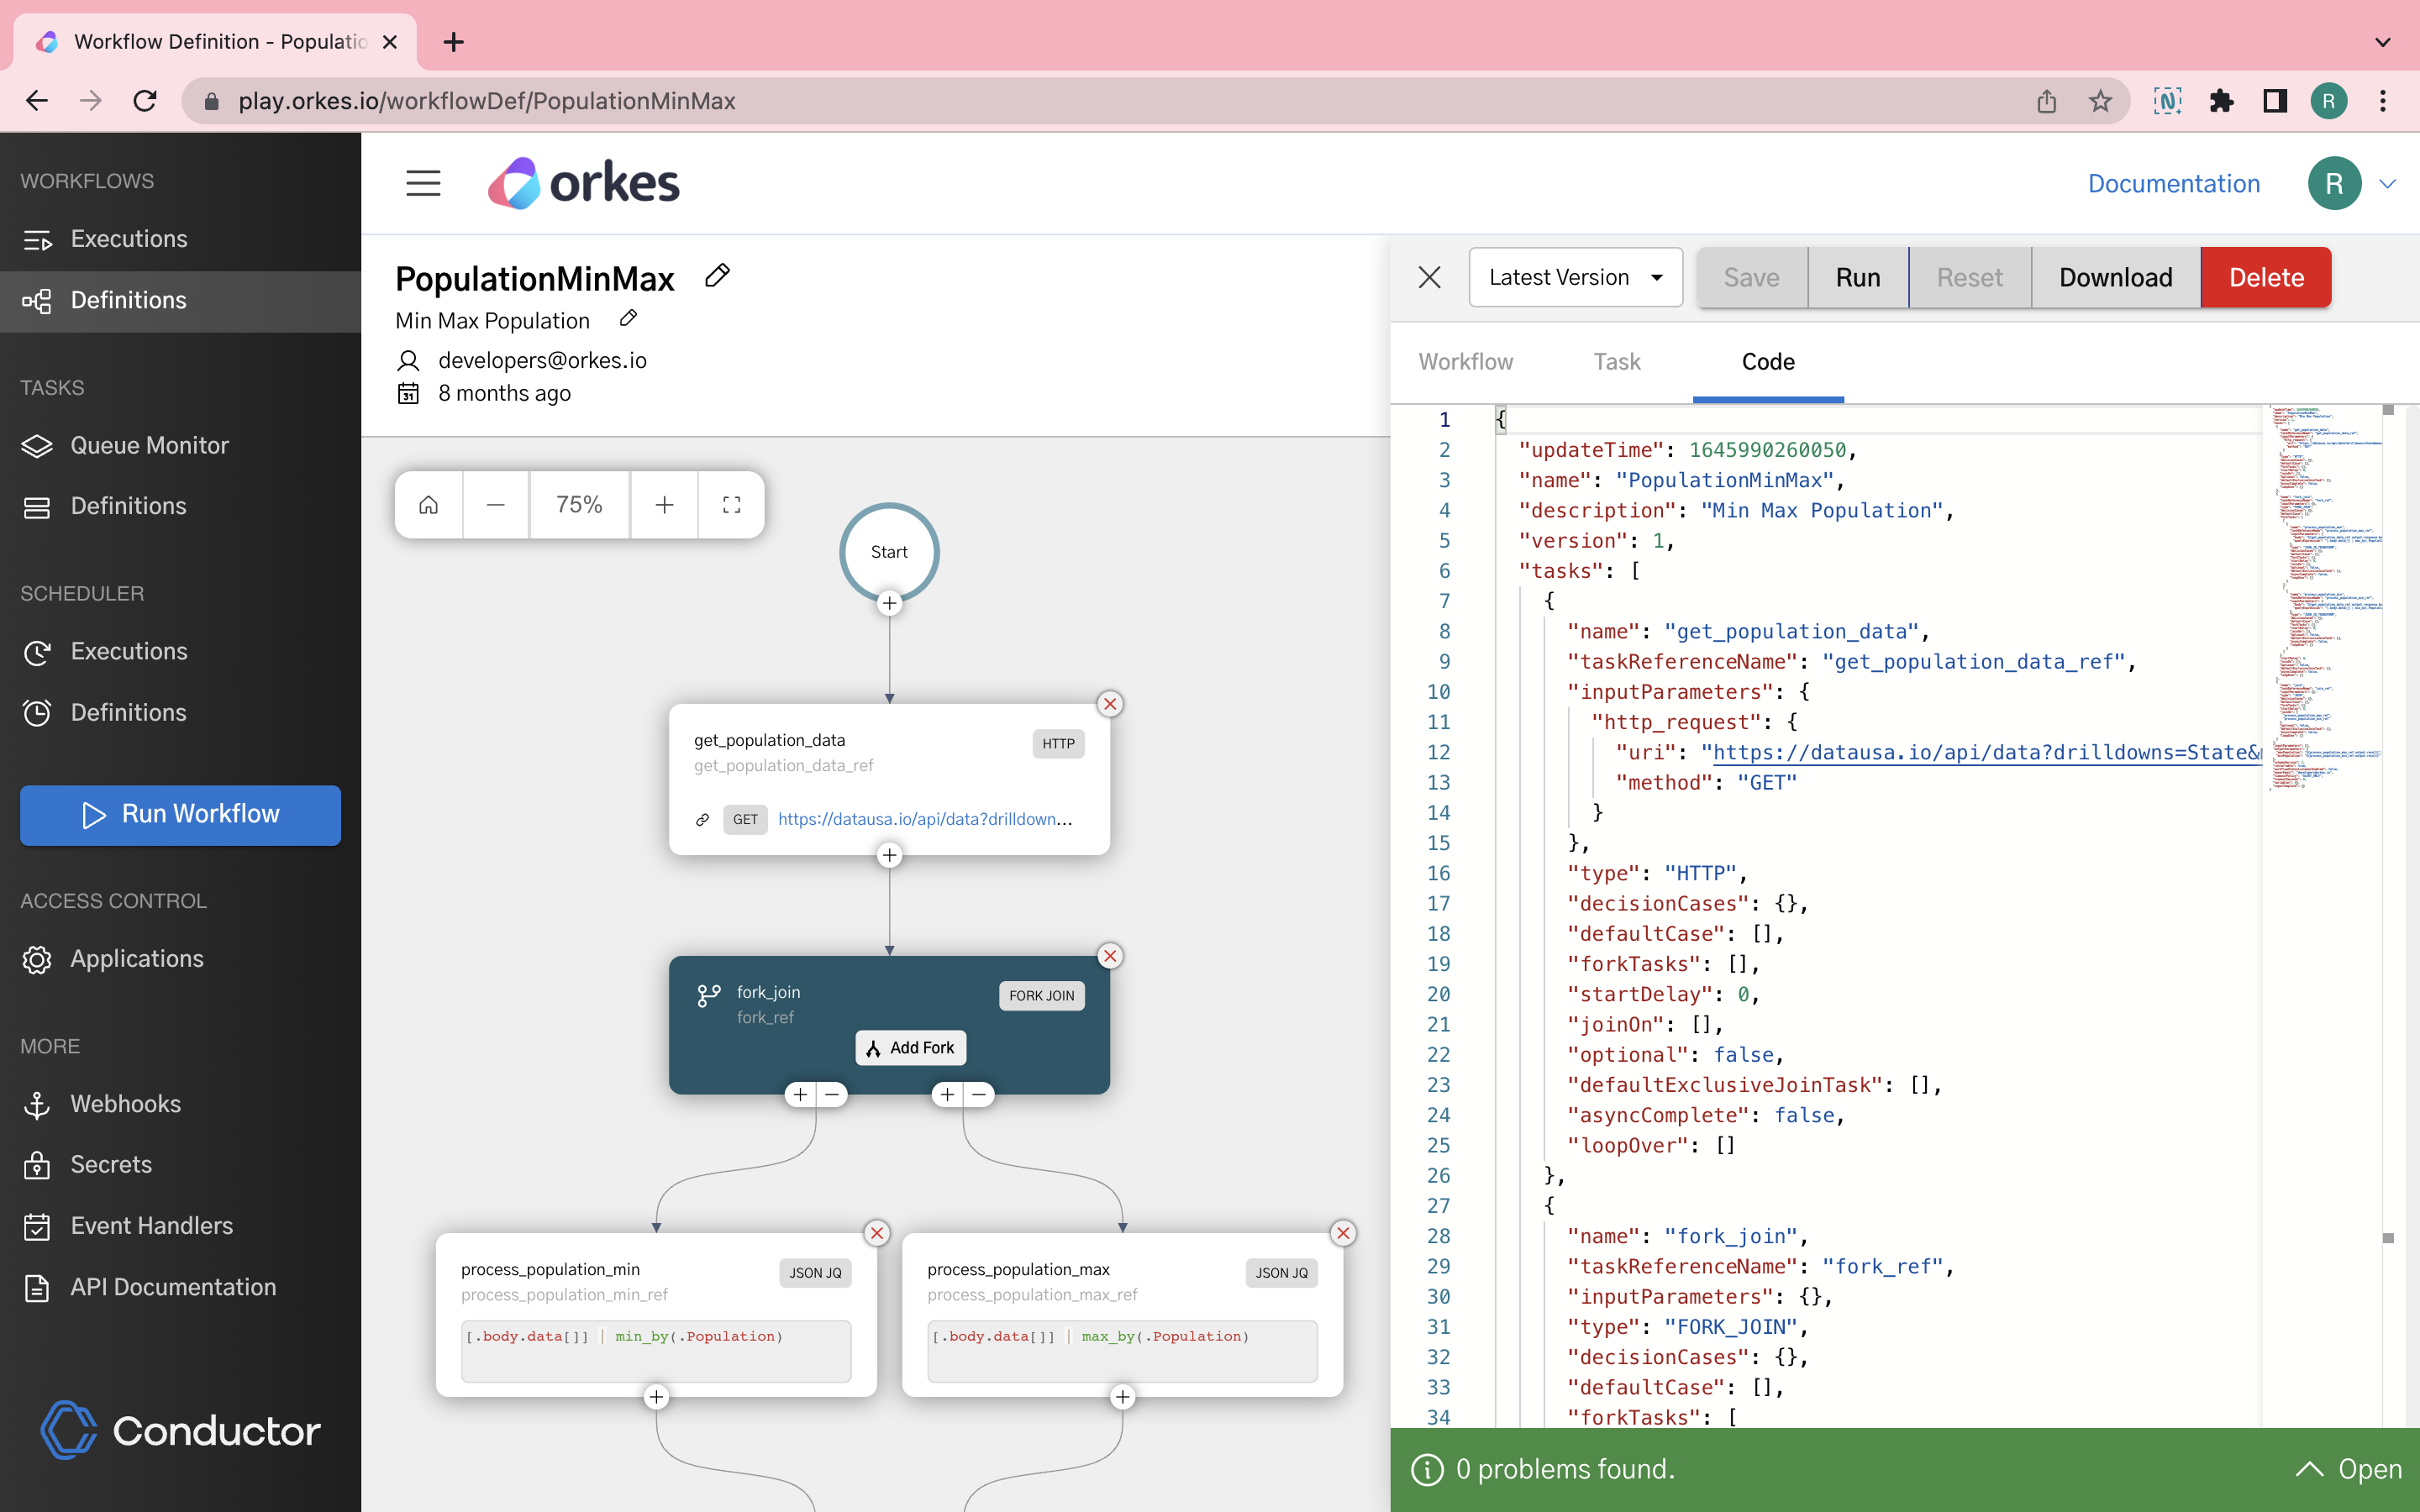 Workflow Definition - Populatio
play.orkes.io/workflowDef/PopulationMinMax
R
WORKFLOWS
Executions
Definitions
TASKS
Queue Monitor
Definitions
SCHEDULER
Executions
Definitions
Run Workflow
ACCESS CONTROL
Applications
MORE
Webhooks
Secrets
Event Handlers
API Documentation
Conductor
orkes
Documentation
R
PopulationMinMax
Min Max Population
developers@orkes.io
31 8 months ago
75%
Start
get_population_data
HTTP
get_population_data_ref
GET https://datausa.io/api/data?drilldown...
fork_join
FORK JOIN
fork_ref
Add Fork
process_population_min
JSON JQ
process_population_min_ref
[.body.data[]] | min_by(.Population)
process_population_max
JSON JQ
process_population_max_ref
[.body.data[]] | max_by(.Population)
Latest Version
Save
Run
Reset
Download
Delete
Workflow
Task
Code
1 {
2 "updateTime": 1645990260050,
3 "name": "PopulationMinMax",
4 "description": "Min Max Population",
5 "version": 1,
6 "tasks": [
7 {
8 "name": "get_population_data",
9 "taskReferenceName": "get_population_data_ref",
10 "inputParameters": {
11 "http_request": {
12 "uri": "https://datausa.io/api/data?drilldowns=State&
13 "method": "GET"
14 }
15 },
16 "type": "HTTP",
17 "decisionCases": {},
18 "defaultCase": [],
19 "forkTasks": [],
20 "startDelay": 0,
21 "joinOn": [],
22 "optional": false,
23 "defaultExclusiveJoinTask": [],
24 "asyncComplete": false,
25 "loopOver": []
26 },
27 {
28 "name": "fork_join",
29 "taskReferenceName": "fork_ref",
30 "inputParameters": {},
31 "type": "FORK_JOIN",
32 "decisionCases": {},
33 "defaultCase": [],
34 "forkTasks": [
0 problems found.
Open